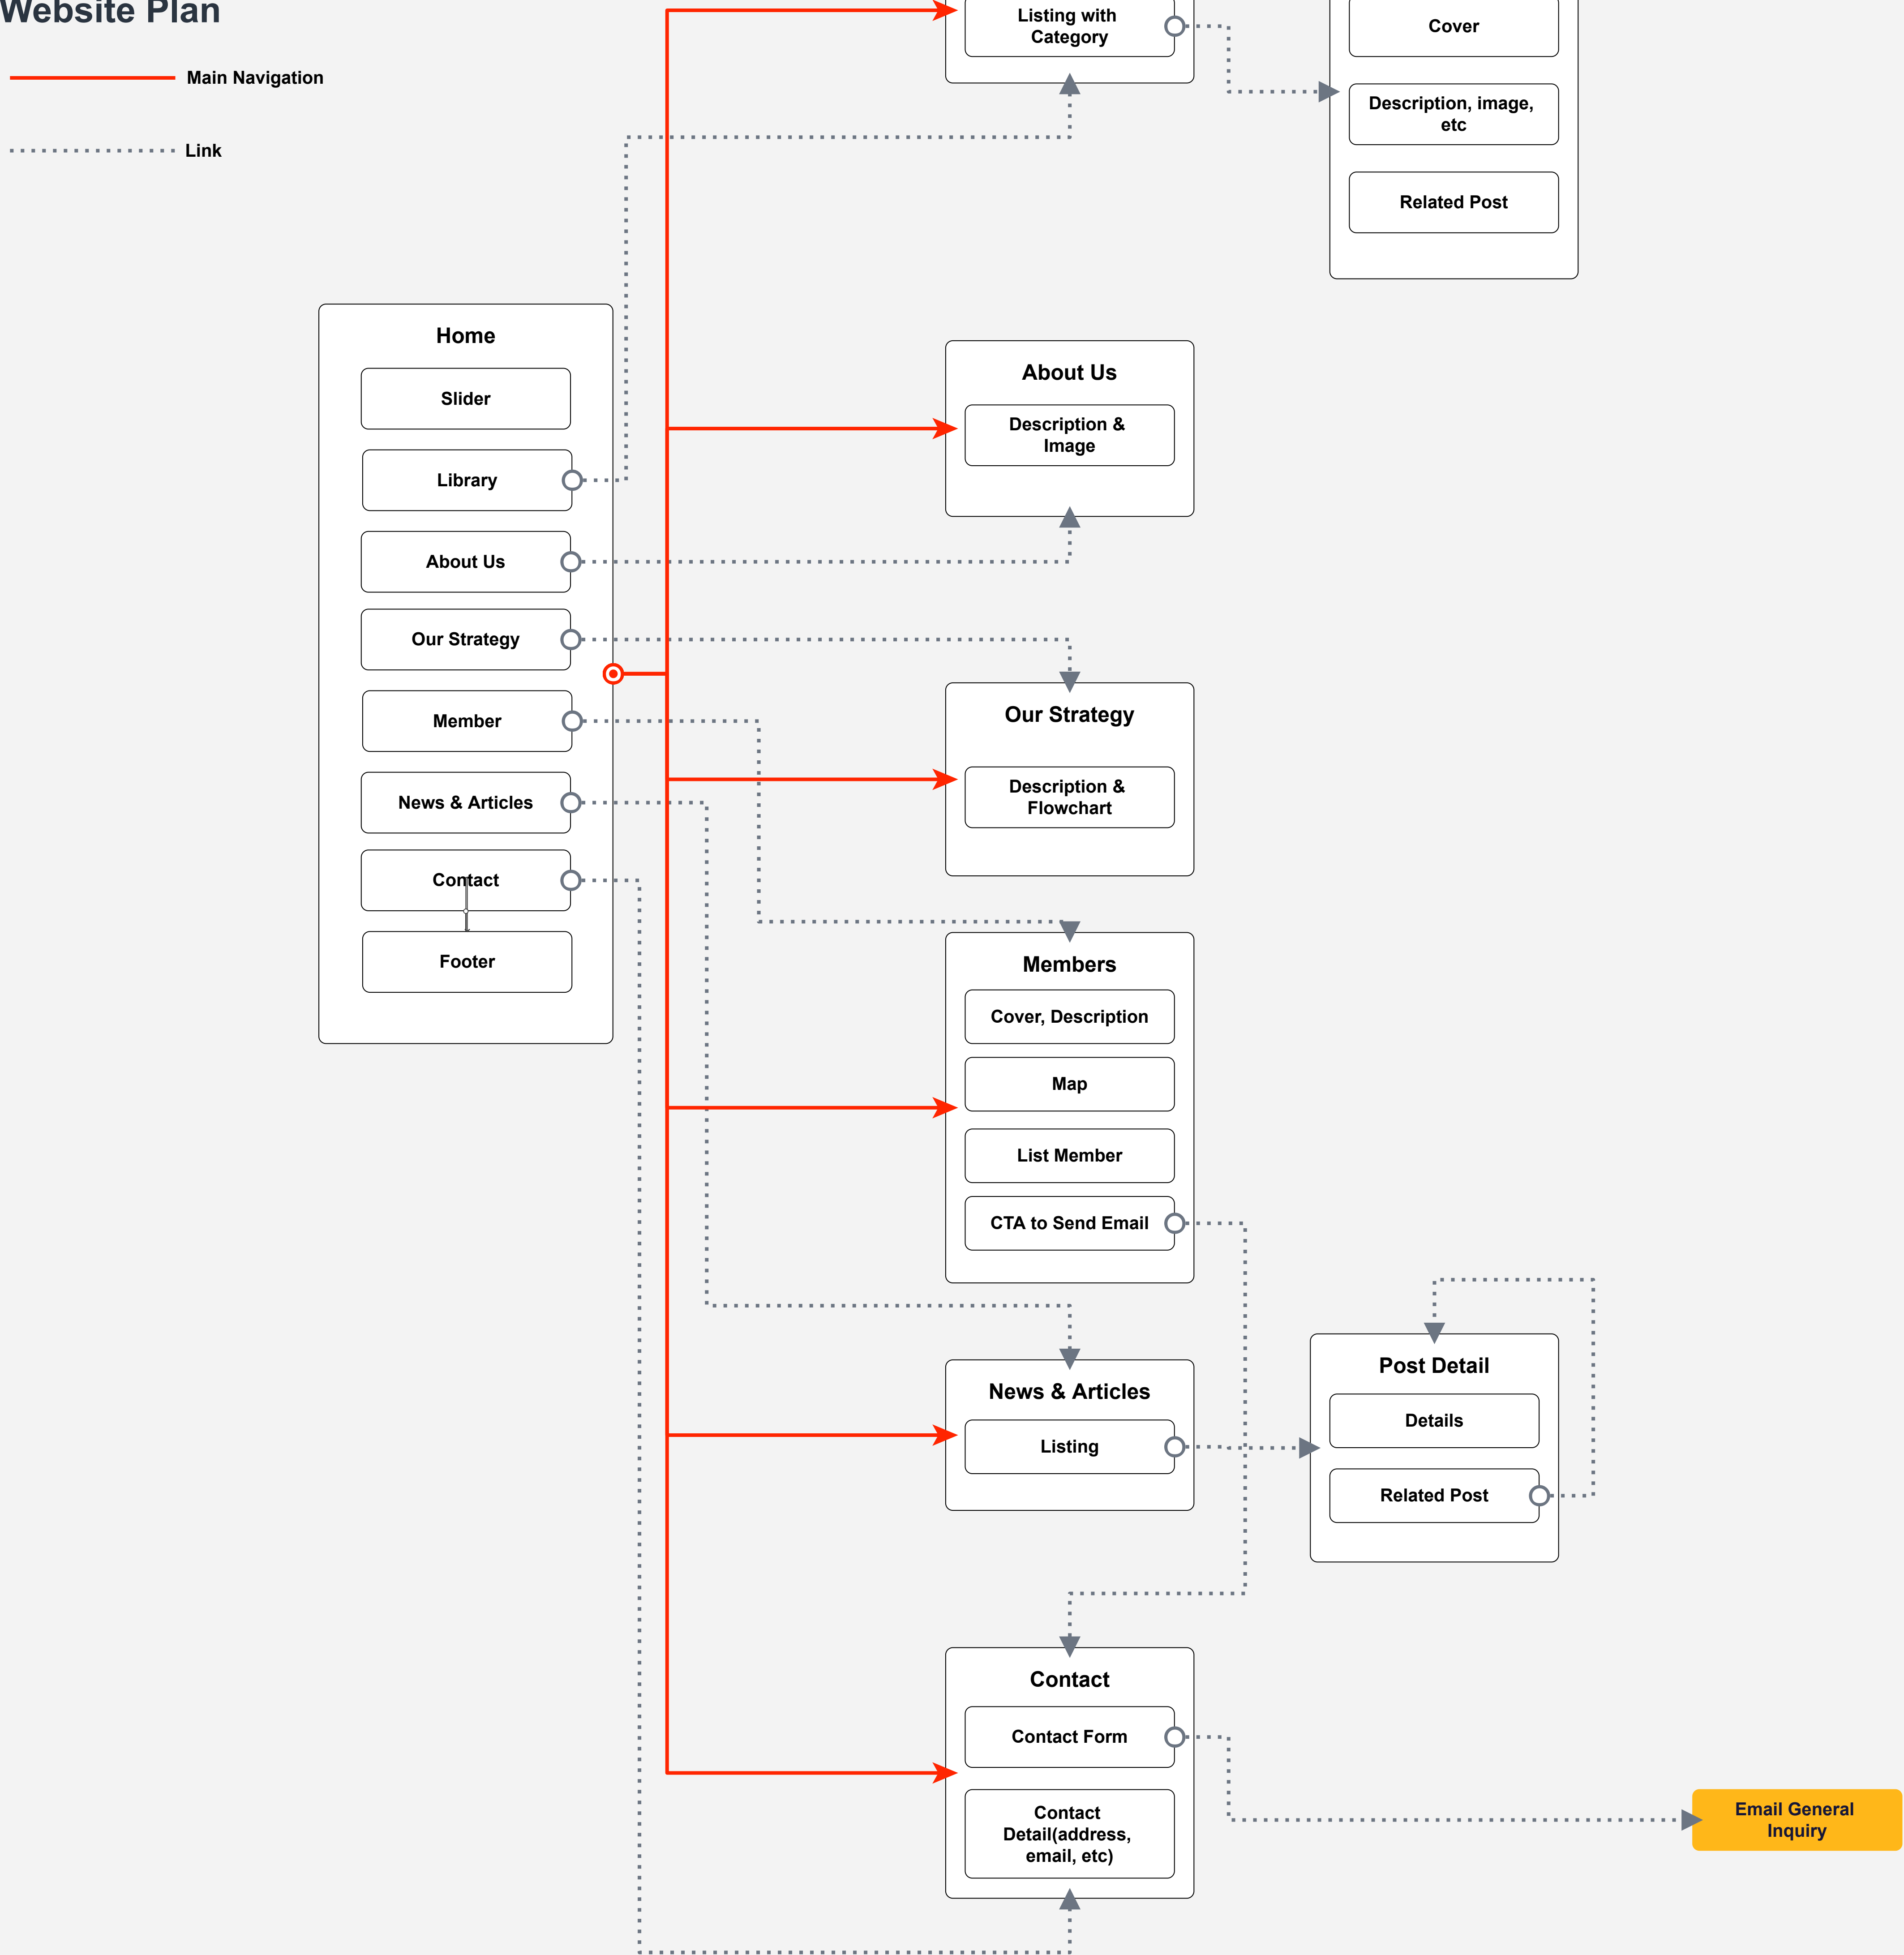 Website Plan
Main Navigation
Link
Listing with
Category
Cover
Description, image,
etc
Related Post
Home
Slider
Library
About Us
Our Strategy
Member
News & Articles
Contact
Footer
About Us
Description &
Image
Our Strategy
Description &
Flowchart
Members
Cover, Description
Map
List Member
CTA to Send Email
News & Articles
Listing
Post Detail
Details
Related Post
Contact
Contact Form
Contact
Detail(address,
email, etc)
Email General
Inquiry